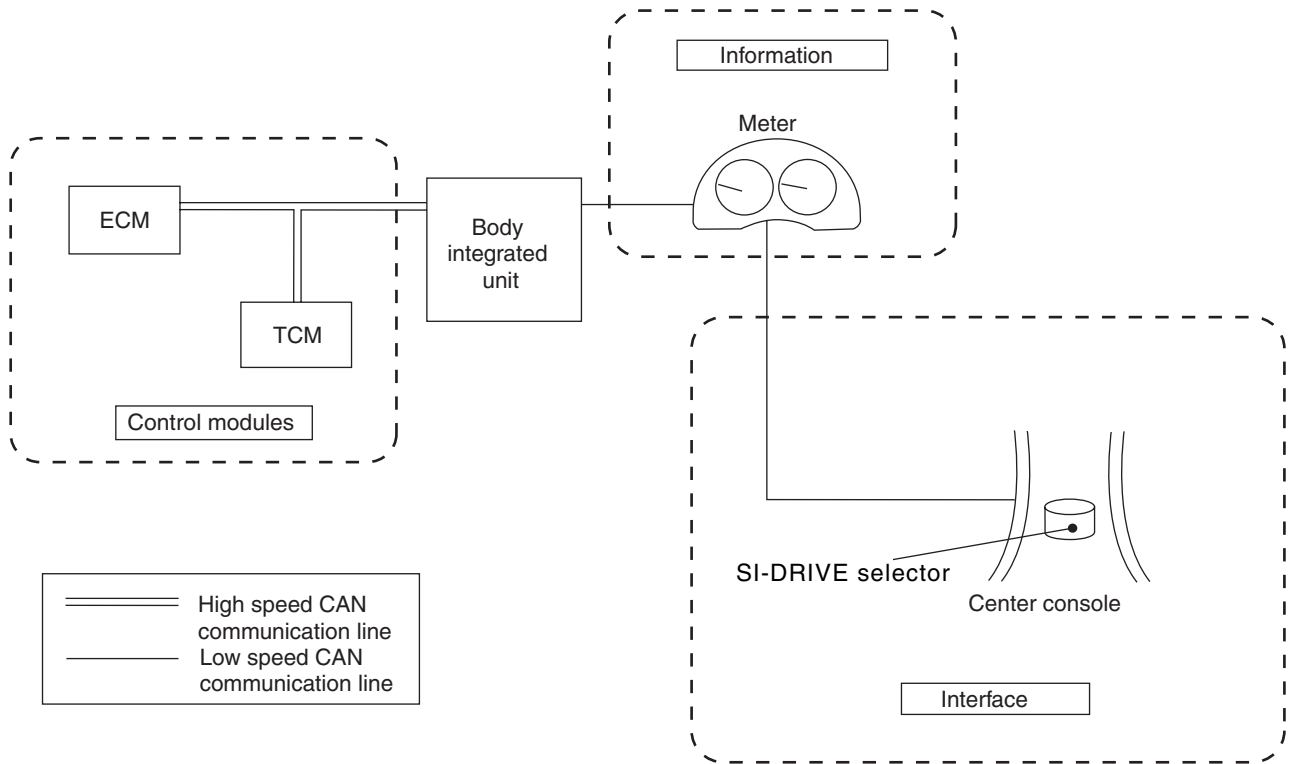 Information
Meter
ECM
Body
integrated
unit
TCM
Control modules
SI-DRIVE selector
Center console
High speed CAN
communication line
Low speed CAN
communication line
Interface